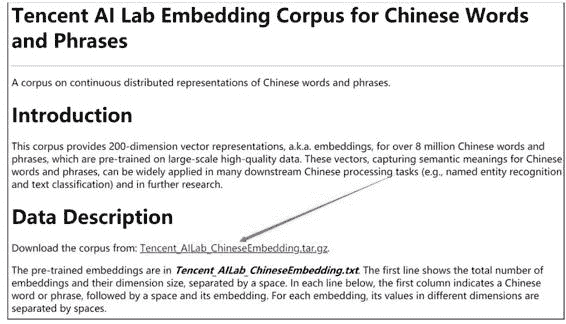 Tencent AI Lab Embedding Corpus for Chinese Words
and Phrases
A corpus on continuous distributed representations of Chinese words and phrases.
Introduction
This corpus provides 200-dimension vector representations, a.k.a. embeddings, for over 8 million Chinese words and
phrases, which are pre-trained on large-scale high-quality data. These vectors, capturing semantic meanings for Chinese
words and phrases, can be widely applied in many downstream Chinese processing tasks (e.g., named entity recognition
and text classification) and in further research.
Data Description
Download the corpus from: Tencent_AILab_ChineseEmbedding.tar.gz.
The pre-trained embeddings are in Tencent_AILab_ChineseEmbedding.txt. The first line shows the total number of
embeddings and their dimension size, separated by a space. In each line below, the first column indicates a Chinese
word or phrase, followed by a space and its embedding. For each embedding, its values in different dimensions are
separated by spaces.